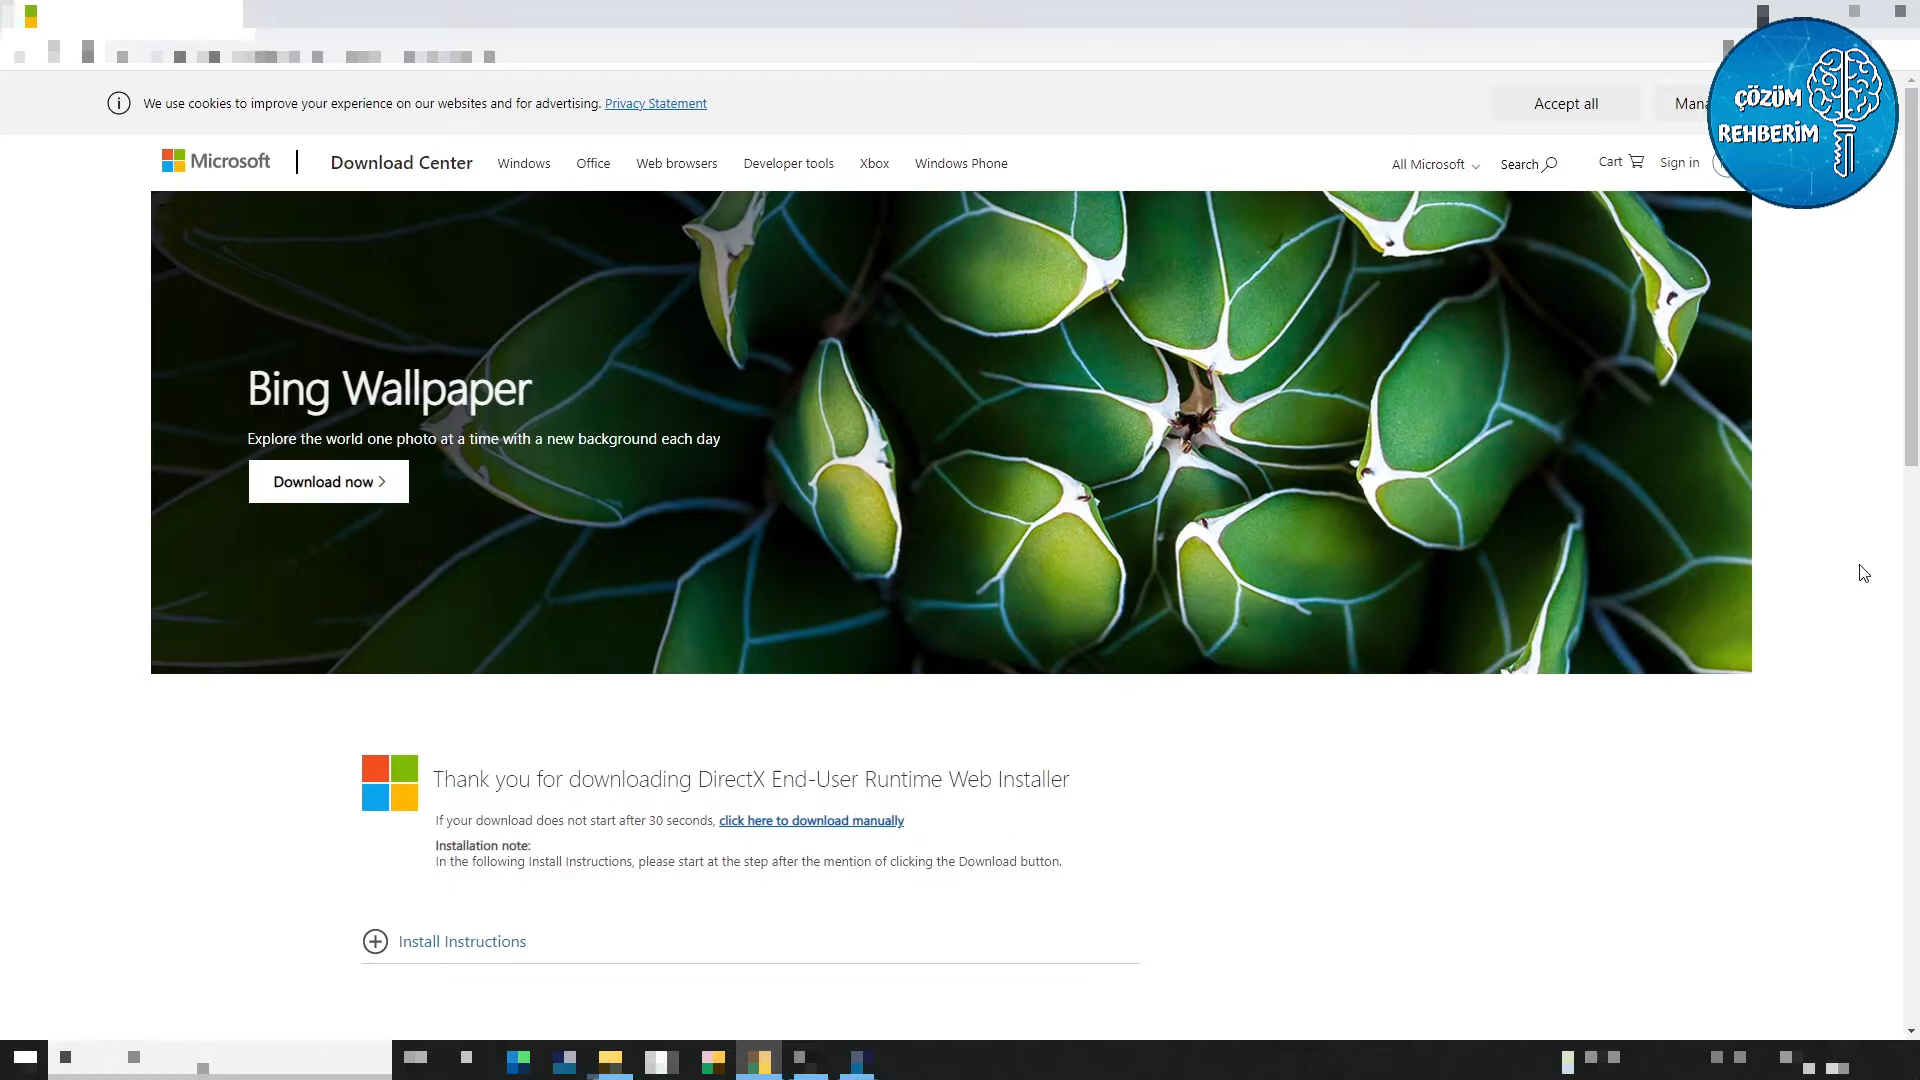 We use cookies to improve your experience on our websites and for advertising. Privacy Statement
Accept all
Mana
ÇÖZÜM
REHBERİM
Microsoft
Download Center
Windows
Office
Web browsers
Developer tools
Xbox
Windows Phone
All Microsoft
Search
Cart
Sign in
Bing Wallpaper
Explore the world one photo at a time with a new background each day
Download now
Thank you for downloading DirectX End-User Runtime Web Installer
If your download does not start after 30 seconds, click here to download manually
Installation note:
In the following Install Instructions, please start at the step after the mention of clicking the Download button.
Install Instructions